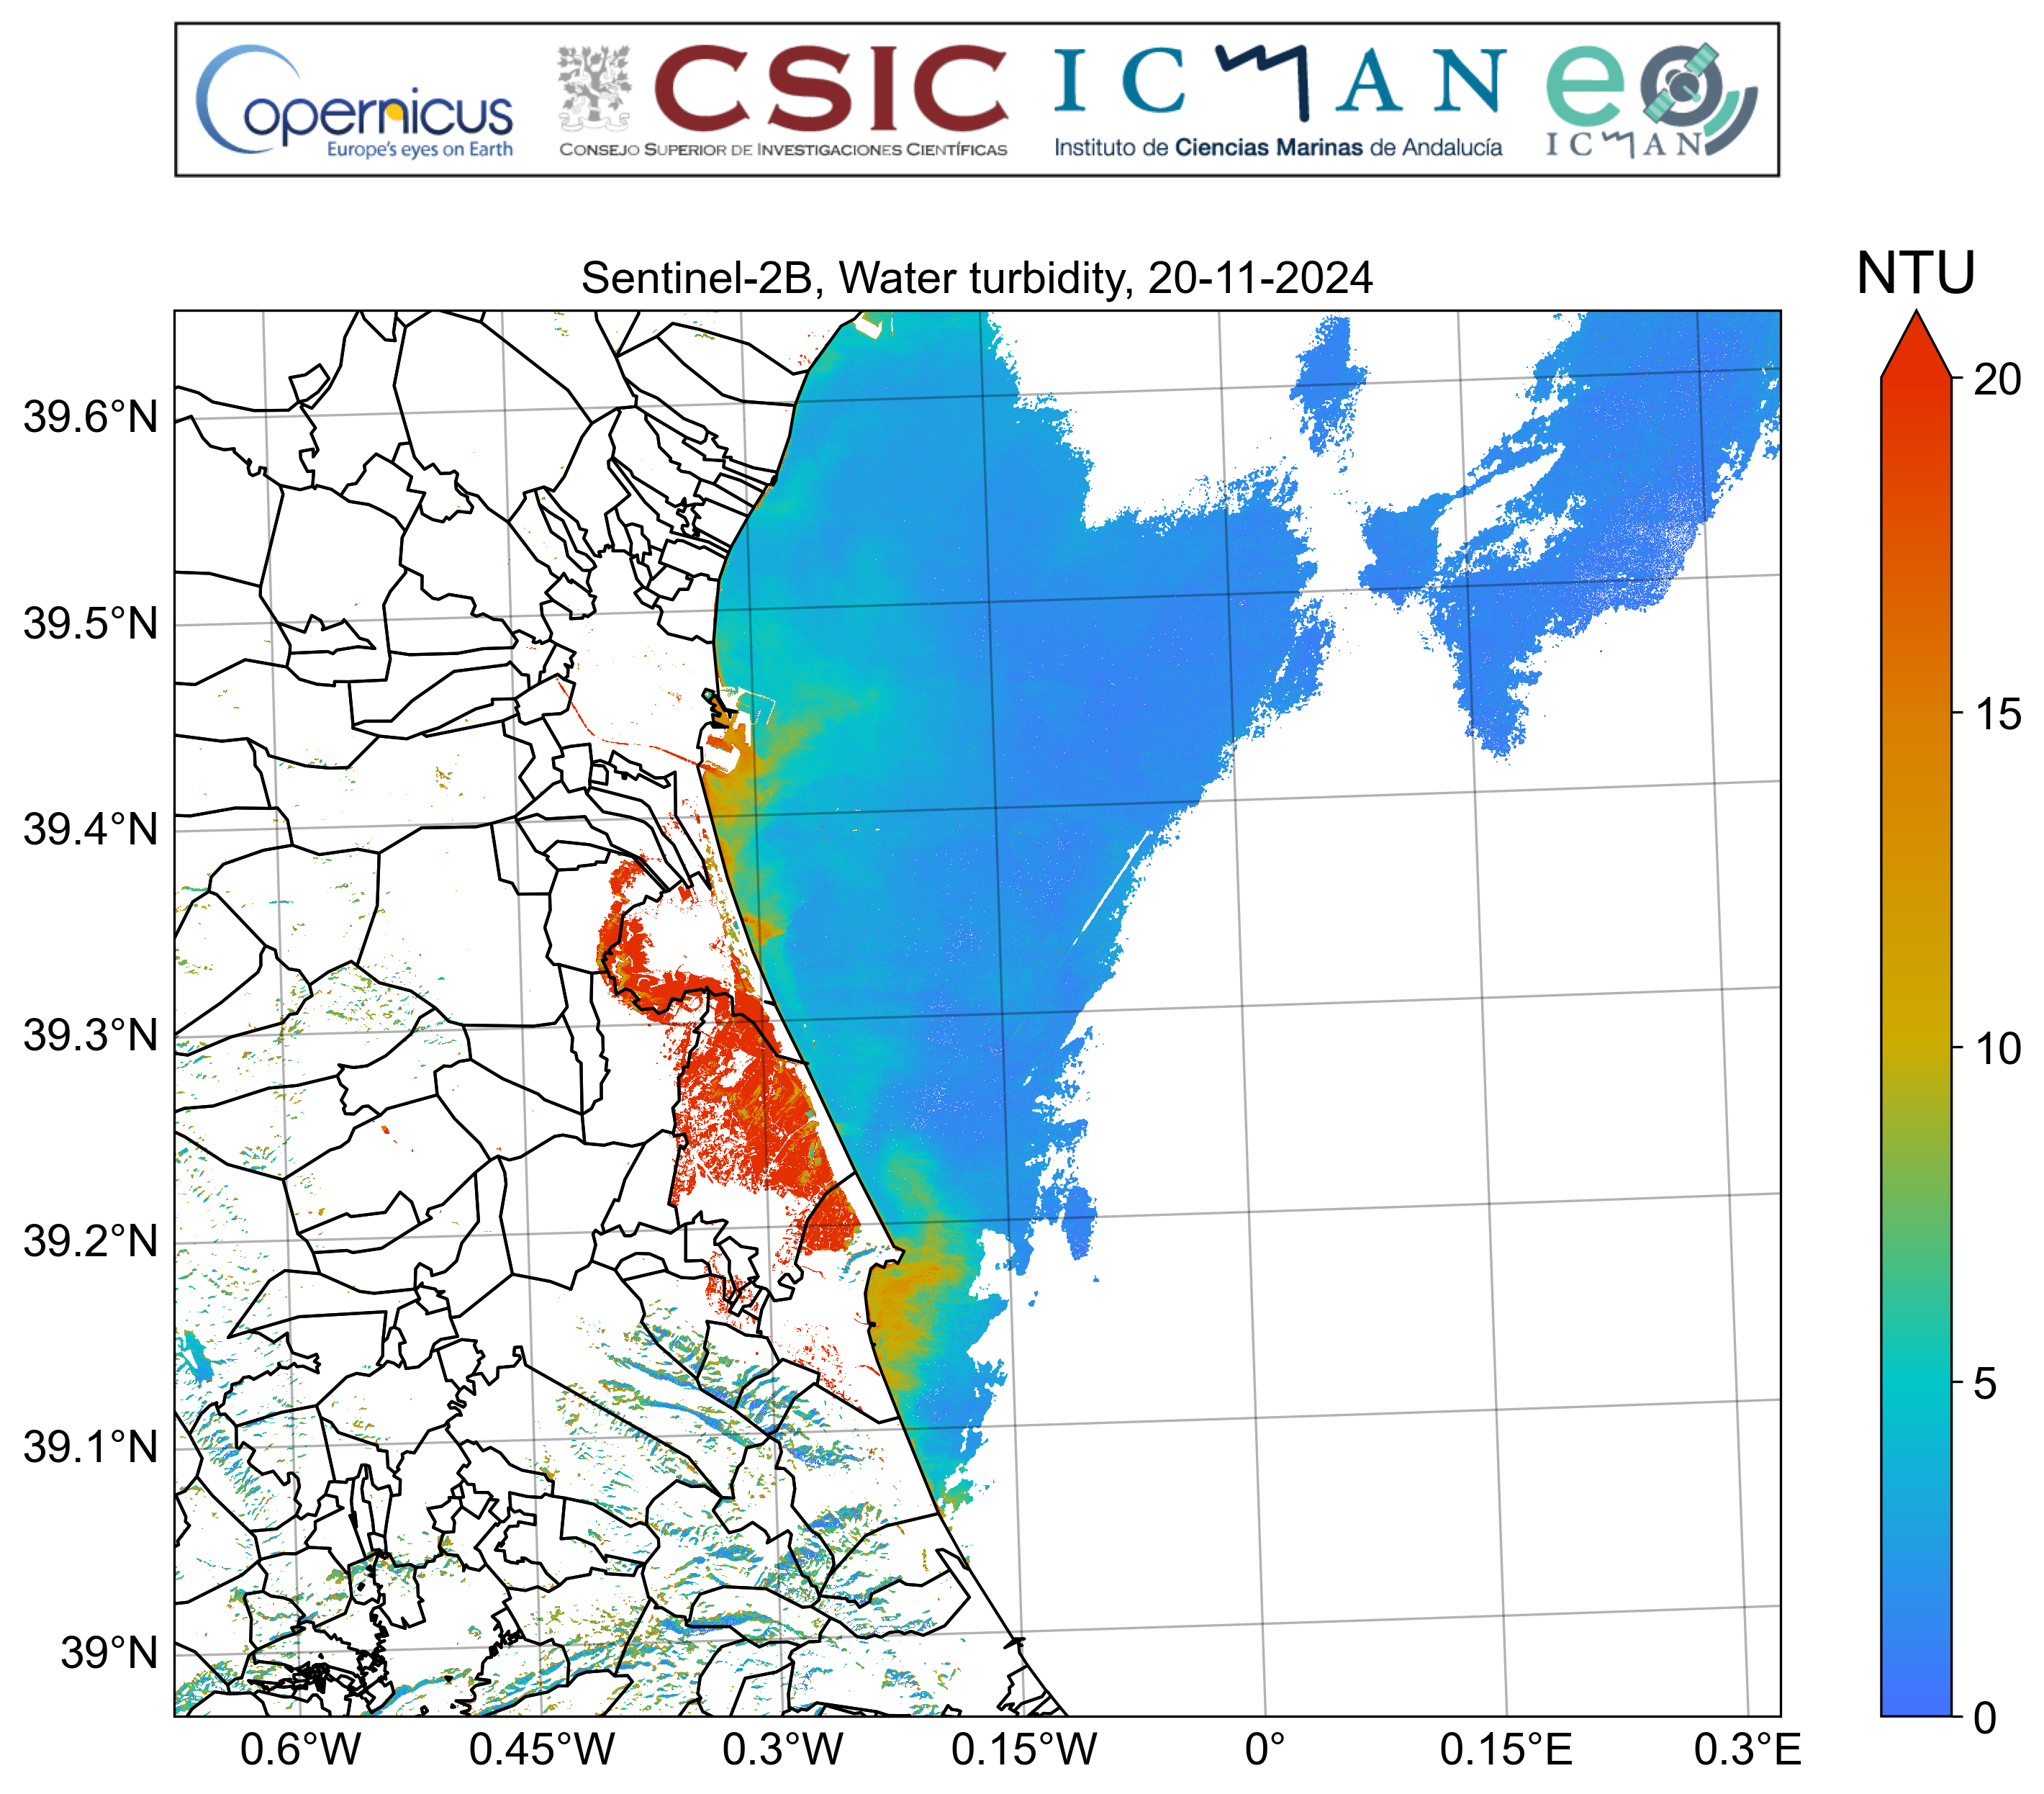 Copernicus
Europe's eyes on Earth
CSIC
CONSEJO SUPERIOR DE INVESTIGACIONES CIENTÍFICAS
ICMAN
Instituto de Ciencias Marinas de Andalucía
eo
ICMAN
Sentinel-2B, Water turbidity, 20-11-2024
NTU
39.6°N
39.5°N
39.4°N
39.3°N
39.2°N
39.1°N
39°N
0.6°W
0.45°W
0.3°W
0.15°W
0°
0.15°E
0.3°E
20
15
10
5
0